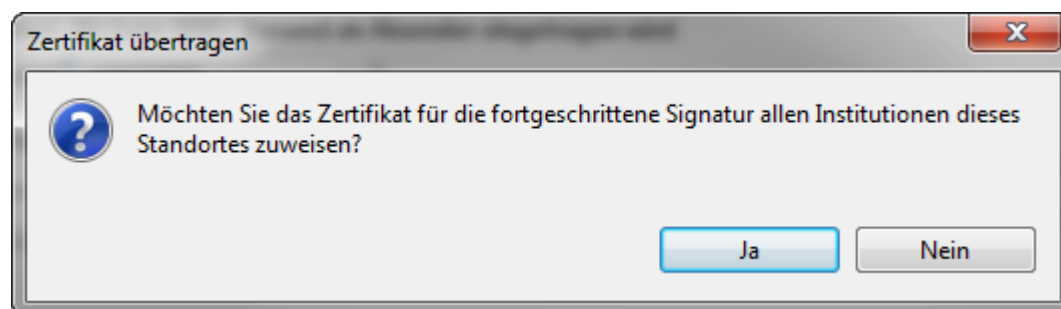 Zertifikat übertragen
Möchten Sie das Zertifikat für die fortgeschrittene Signatur allen Institutionen dieses
Standortes zuweisen?
Ja
Nein